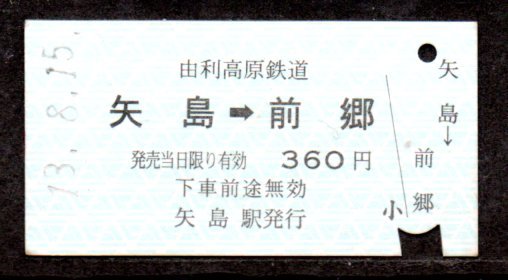 13. 8. 15.
由利高原鉄道
矢島➡前郷
発売当日限り有効 360円
下車前途無効
矢島駅発行
矢島→前郷
小